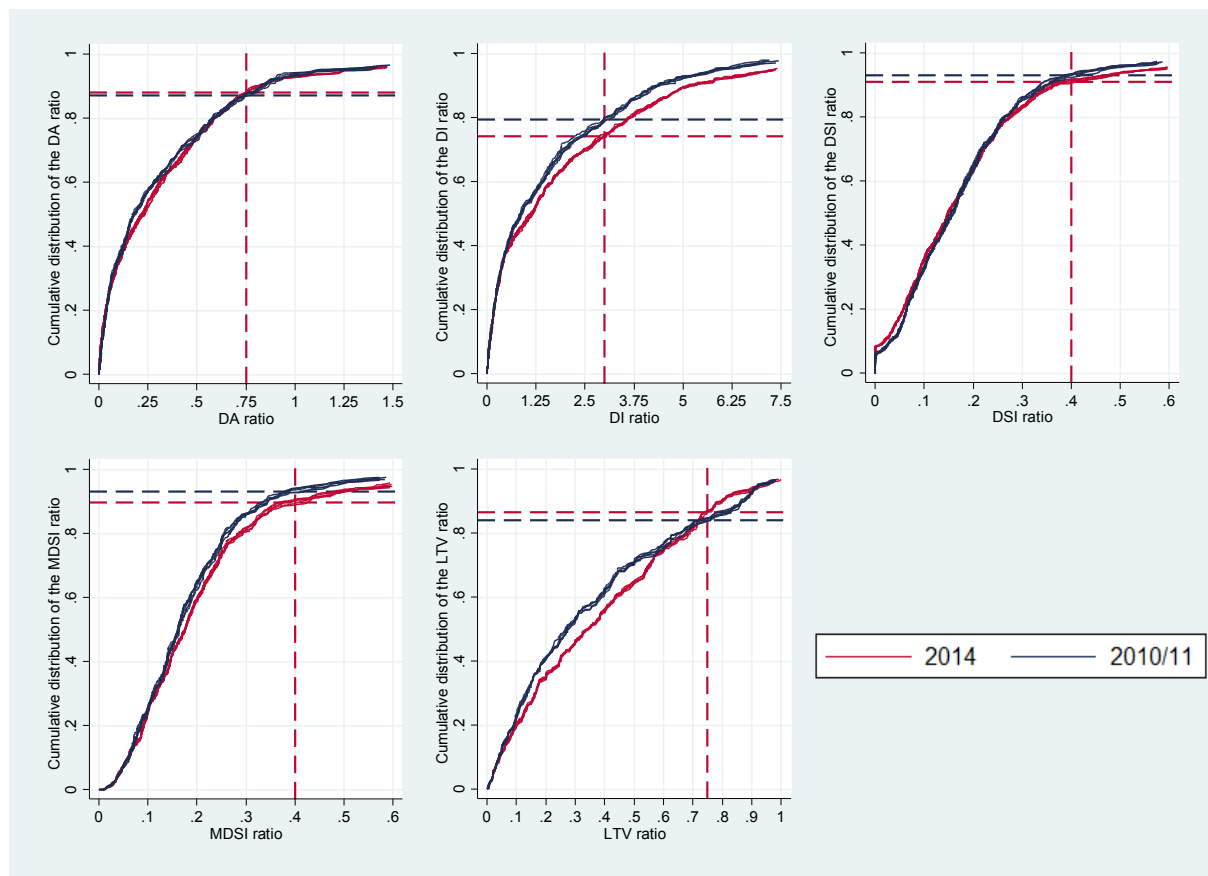 Cumulative distribution of the DA ratio
0 .2 .4 .6 .8 1
0 .25 .5 .75 1 1.25 1.5
DA ratio
Cumulative distribution of the DI ratio
0 .2 .4 .6 .8 1
0 1.25 2.5 3.75 5 6.25 7.5
DI ratio
Cumulative distribution of the DSI ratio
0 .2 .4 .6 .8 1
0 .1 .2 .3 .4 .5 .6
DSI ratio
Cumulative distribution of the MDSI ratio
0 .2 .4 .6 .8 1
0 .1 .2 .3 .4 .5 .6
MDSI ratio
Cumulative distribution of the LTV ratio
0 .2 .4 .6 .8 1
0 .1 .2 .3 .4 .5 .6 .7 .8 .9 1
LTV ratio
2014 2010/11